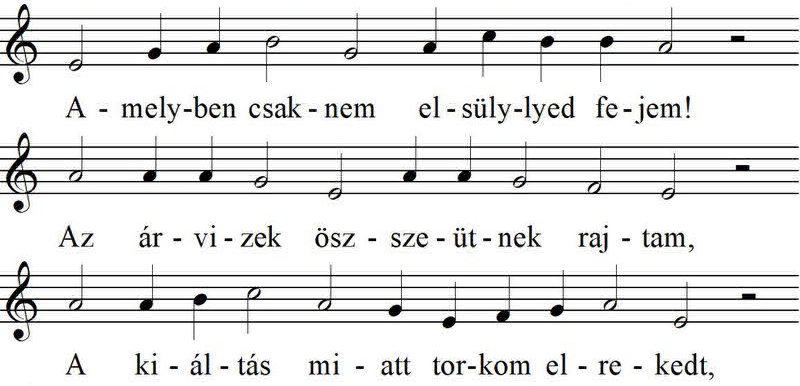 A - mely-ben csak - nem el - süly-lyed fe - jem!
Az ár - vi - zek ösz - sze - üt - nek raj - tam,
A ki - ál - tás mi - att tor-kom el - re - kedt,